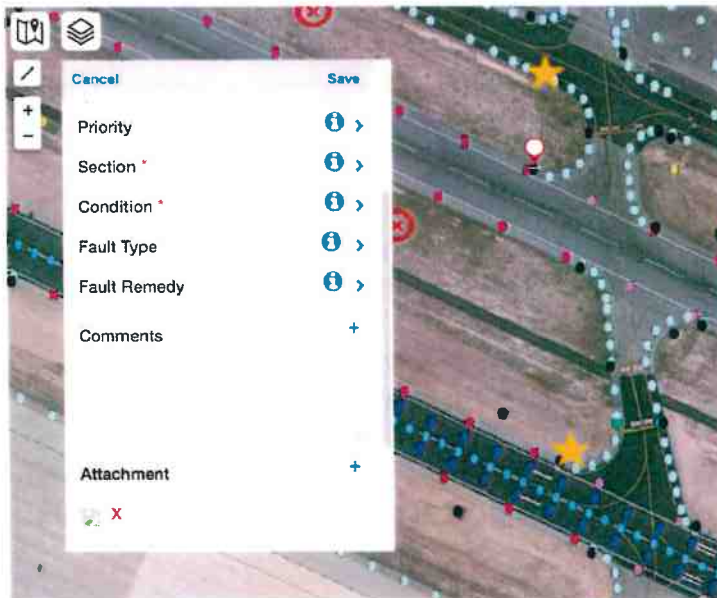 Cancel Save
Priority
Section *
Condition *
Fault Type
Fault Remedy
Comments +
Attachment +
X
+
-